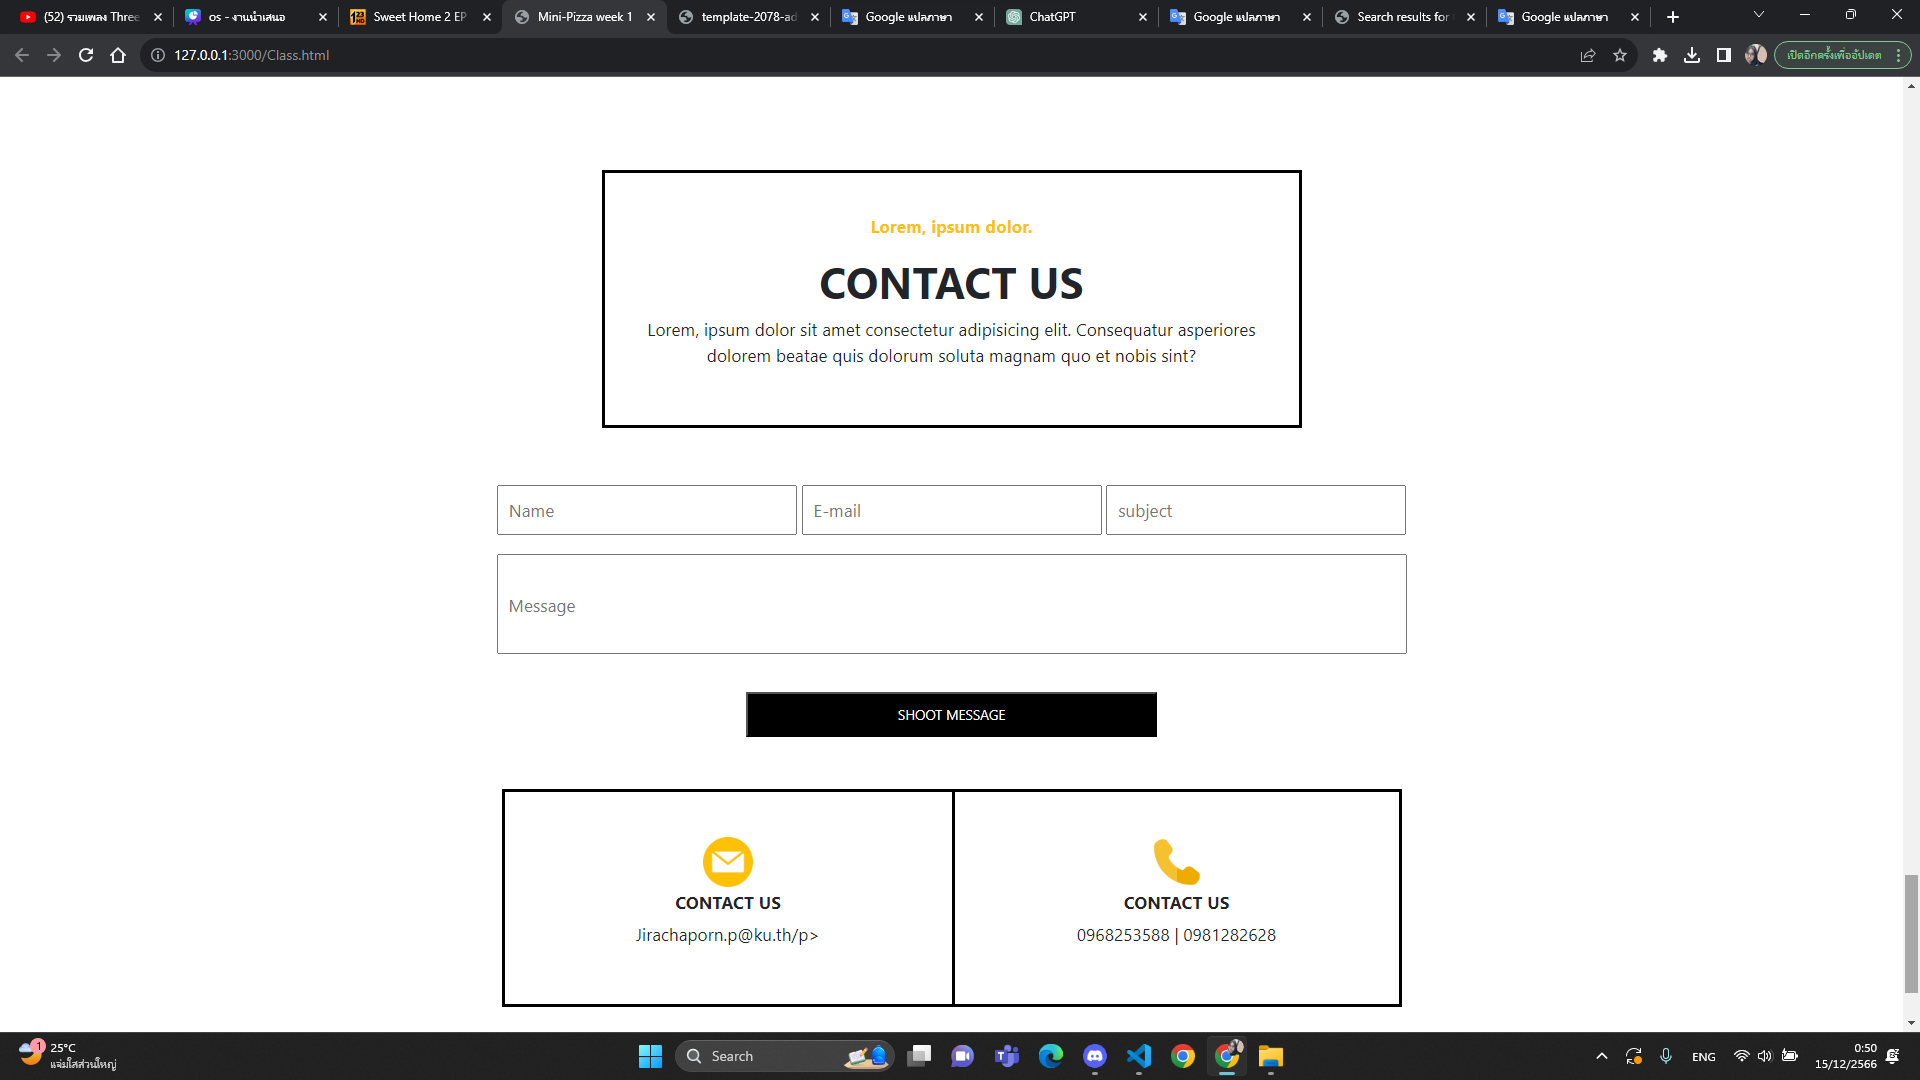 (52) รวมเพลง Three
os - งานนำเสนอ
Sweet Home 2 EP
Mini-Pizza week 1
template-2078-ad
Google แปลภาษา
ChatGPT
Google แปลภาษา
Search results for
Google แปลภาษา
127.0.0.1:3000/Class.html
เปิดอีกครั้งเพื่ออัปเดต
Lorem, ipsum dolor.
CONTACT US
Lorem, ipsum dolor sit amet consectetur adipisicing elit. Consequatur asperiores
dolorem beatae quis dolorum soluta magnam quo et nobis sint?
Name
E-mail
subject
Message
SHOOT MESSAGE
CONTACT US
Jirachaporn.p@ku.th/p>
CONTACT US
0968253588 | 0981282628
1
25°C
แจ่มใสส่วนใหญ่
Search
ENG
0:50
15/12/2566